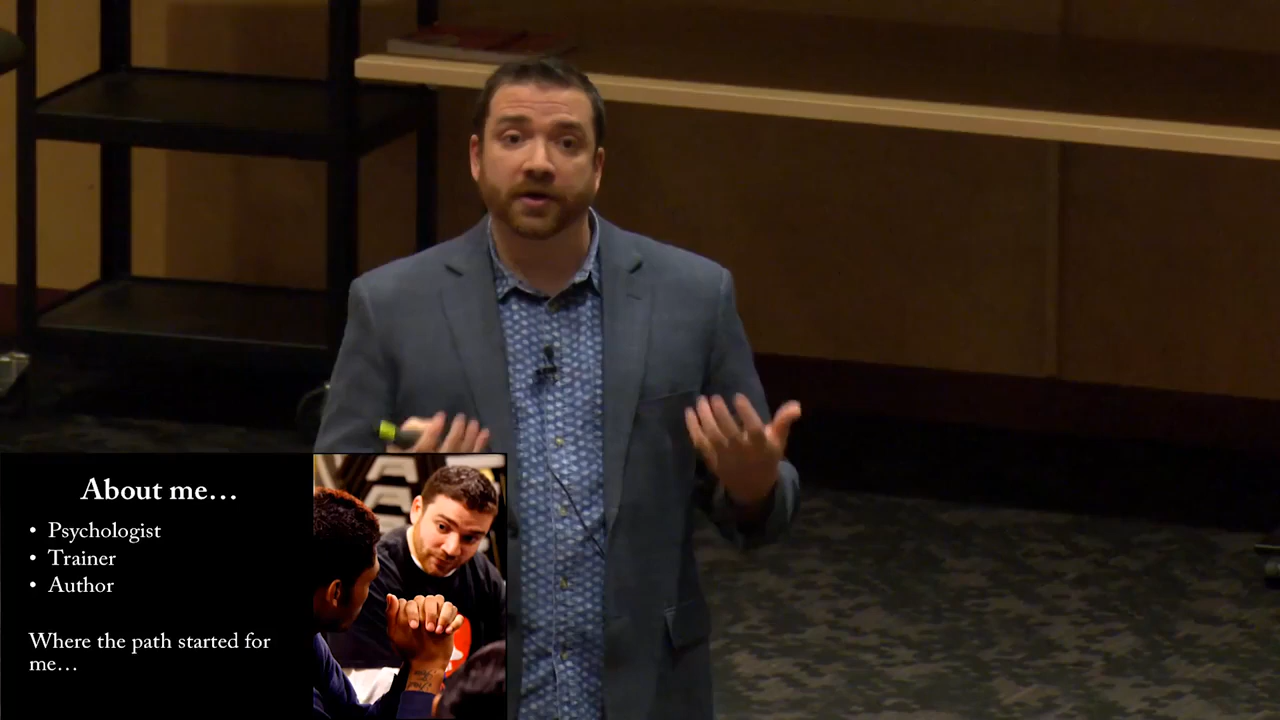 About me…
• Psychologist
• Trainer
• Author
Where the path started for
me…